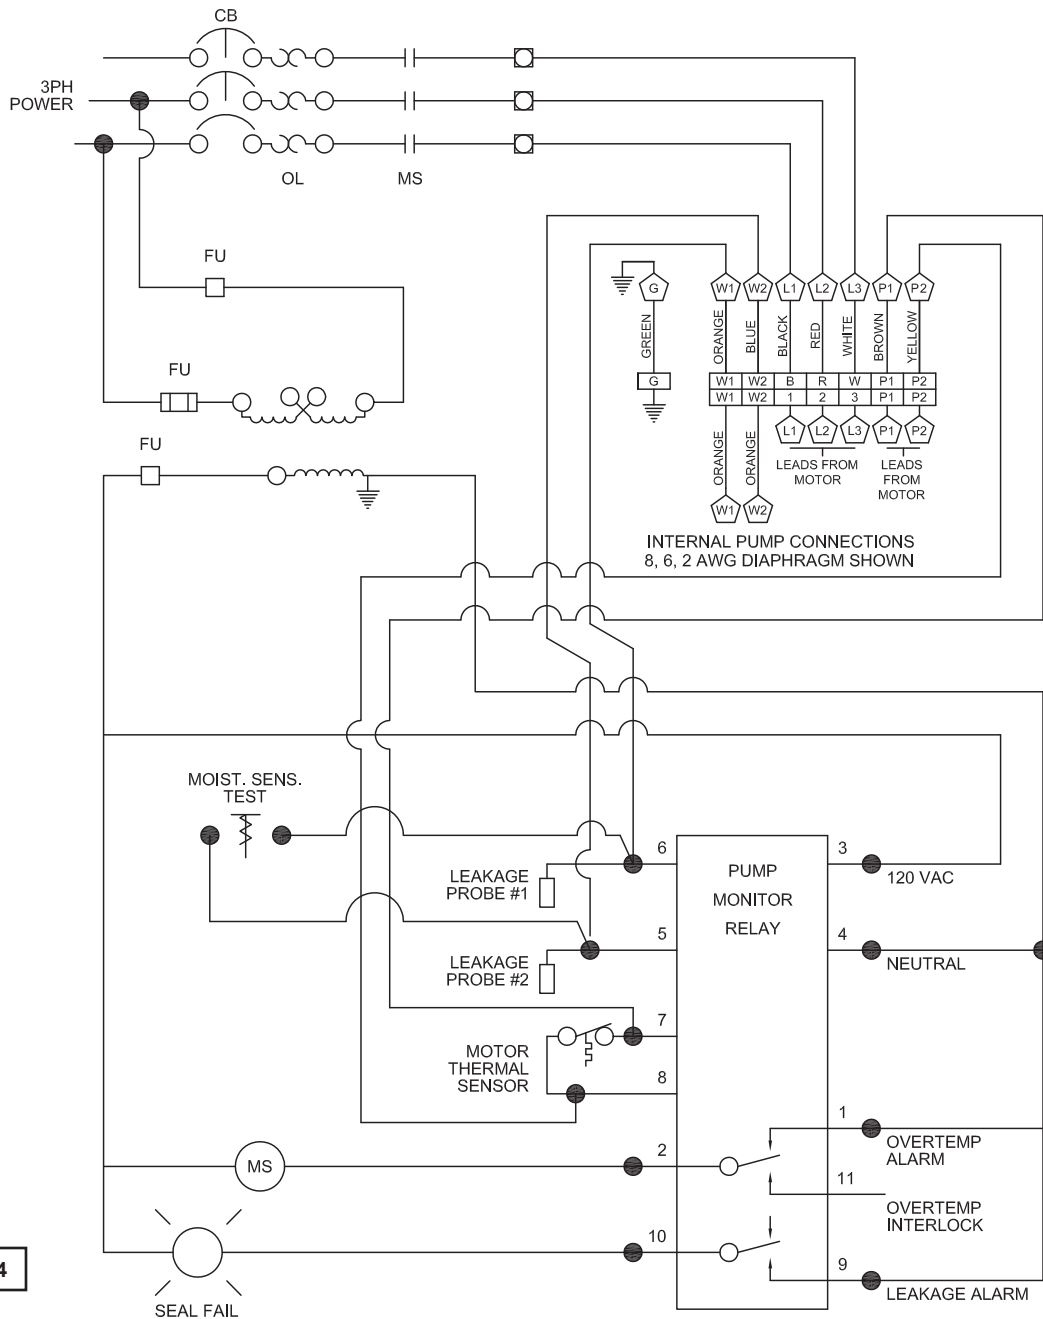 CB
3PH
POWER
OL
MS
FU
FU
FU
G
W1
W2
L1
L2
L3
P1
P2
GREEN
ORANGE
BLUE
BLACK
RED
WHITE
BROWN
YELLOW
G
W1 W2 B R W P1 P2
W1 W2 1 2 3 P1 P2
L1
L2
L3
P1
P2
ORANGE
ORANGE
LEADS FROM
MOTOR
LEADS
FROM
MOTOR
W1
W2
INTERNAL PUMP CONNECTIONS
8, 6, 2 AWG DIAPHRAGM SHOWN
MOIST. SENS.
TEST
LEAKAGE
PROBE #1
6
PUMP
MONITOR
RELAY
3
120 VAC
LEAKAGE
PROBE #2
5
4
NEUTRAL
MOTOR
THERMAL
SENSOR
7
8
1
OVERTEMP
ALARM
MS
2
11
OVERTEMP
INTERLOCK
10
9
LEAKAGE ALARM
SEAL FAIL
4